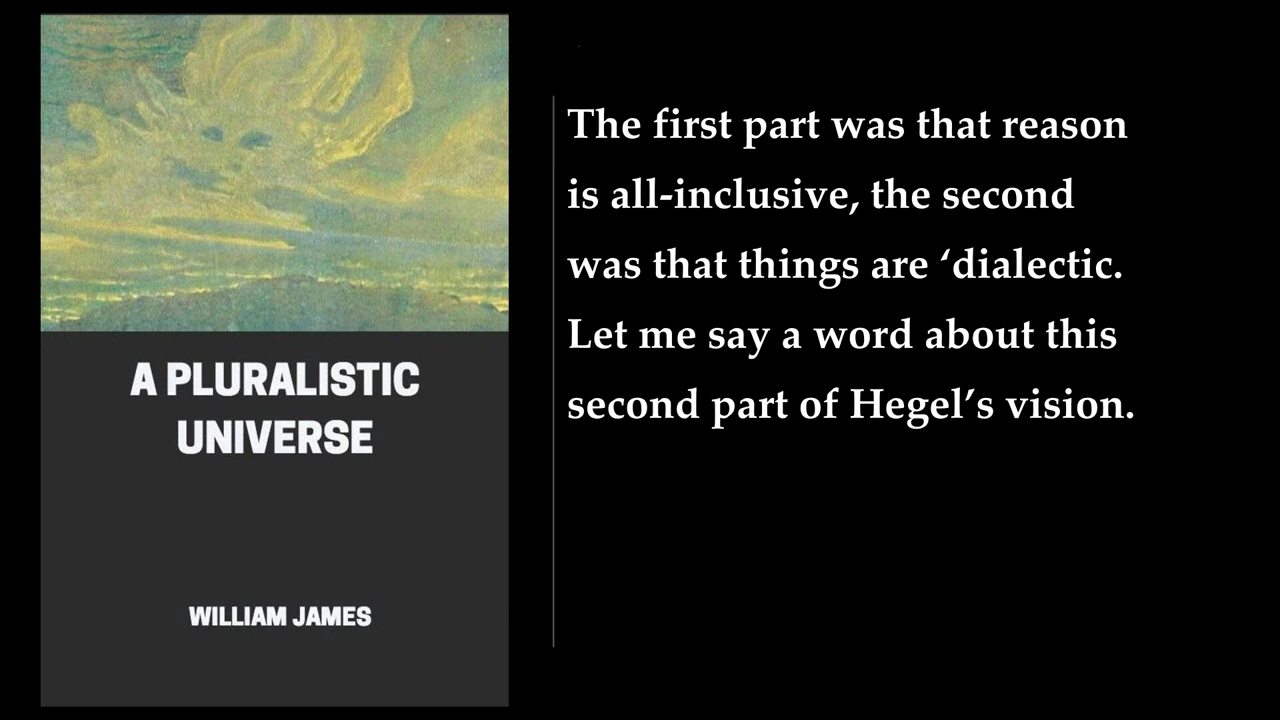 A PLURALISTIC
UNIVERSE
WILLIAM JAMES
The first part was that reason
is all-inclusive, the second
was that things are ‘dialectic.
Let me say a word about this
second part of Hegel’s vision.